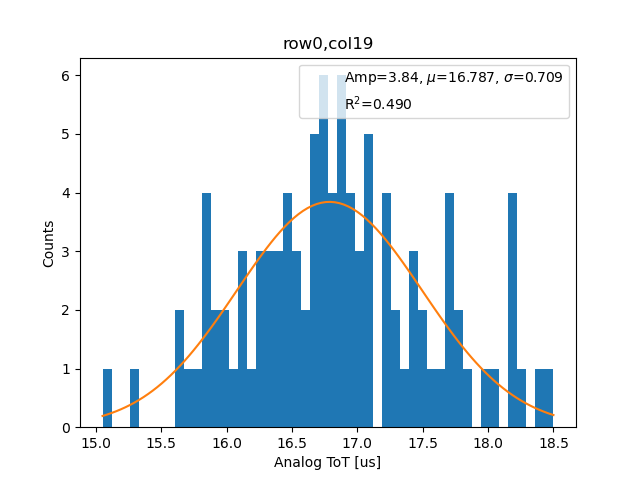 row0,col19
Amp=3.84, μ=16.787, σ=0.709
R²=0.490
Counts
6
5
4
3
2
1
0
15.0 15.5 16.0 16.5 17.0 17.5 18.0 18.5
Analog ToT [us]